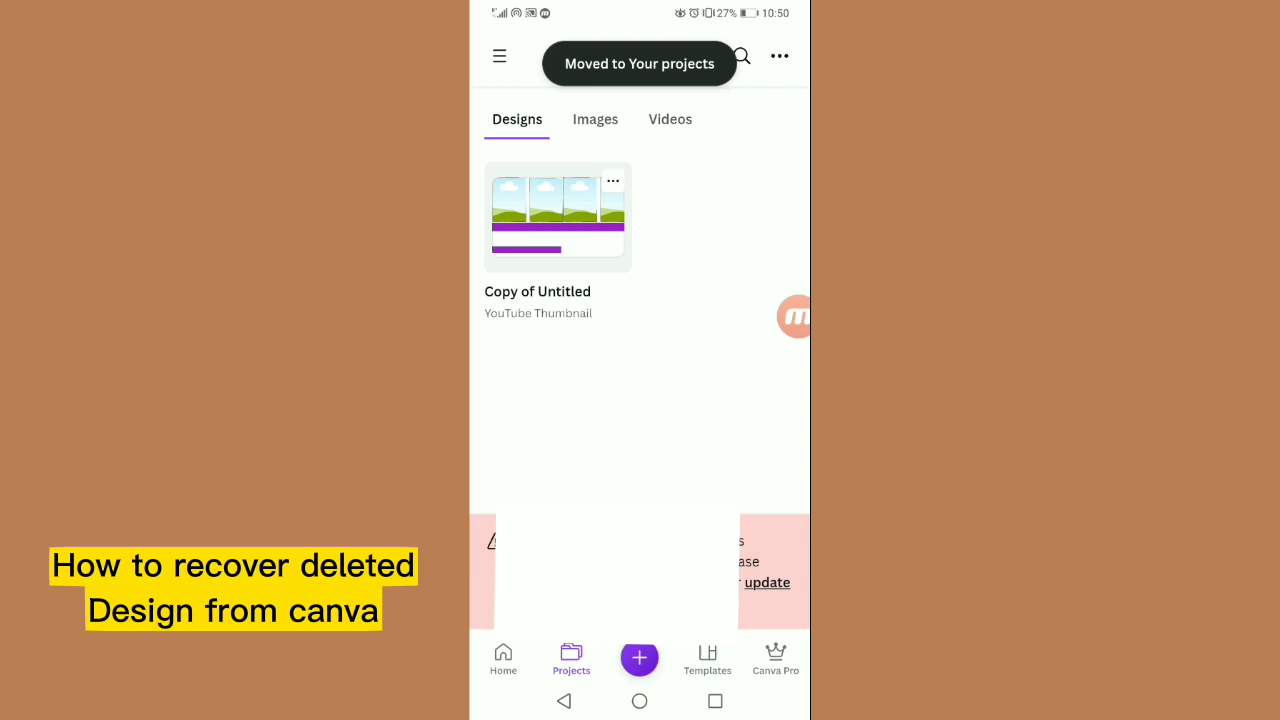 27% 10:50
Moved to Your projects
Designs Images Videos
Copy of Untitled
YouTube Thumbnail
s
ase
update
Home Projects Templates Canva Pro
How to recover deleted
Design from canva